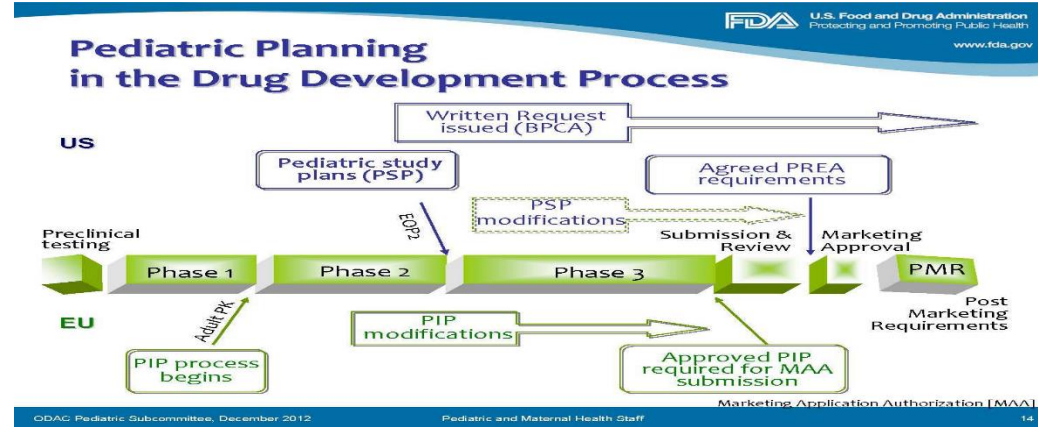 FDA
U.S. Food and Drug Administration
Protecting and Promoting Public Health
www.fda.gov
Pediatric Planning
in the Drug Development Process
Written Request
issued (BPCA)
US
Pediatric study
plans (PSP)
Agreed PREA
requirements
PSP
modifications
EOP2
Preclinical
testing
Submission &
Review
Marketing
Approval
Phase 1
Phase 2
Phase 3
PMR
Post
Marketing
Requirements
EU
Adult PK
PIP
modifications
PIP process
begins
Approved PIP
required for MAA
submission
Marketing Application Authorization [MAA]
ODAC Pediatric Subcommittee, December 2012
Pediatric and Maternal Health Staff
14